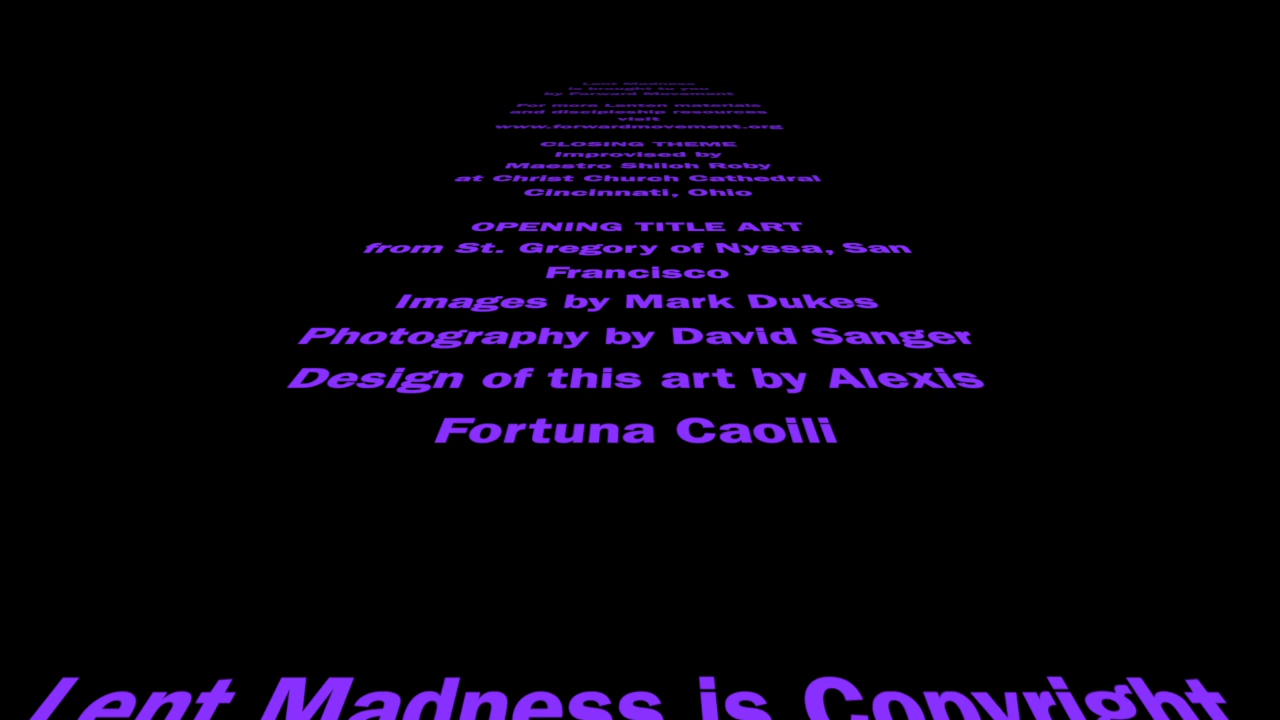 Lent Madness
is brought to you
by Forward Movement
For more Lenten materials
and discipleship resources
visit
www.forwardmovement.org
CLOSING THEME
Improvised by
Maestro Shiloh Roby
at Christ Church Cathedral
Cincinnati, Ohio
OPENING TITLE ART
from St. Gregory of Nyssa, San
Francisco
Images by Mark Dukes
Photography by David Sanger
Design of this art by Alexis
Fortuna Caoili
Lent Madness is Copyright